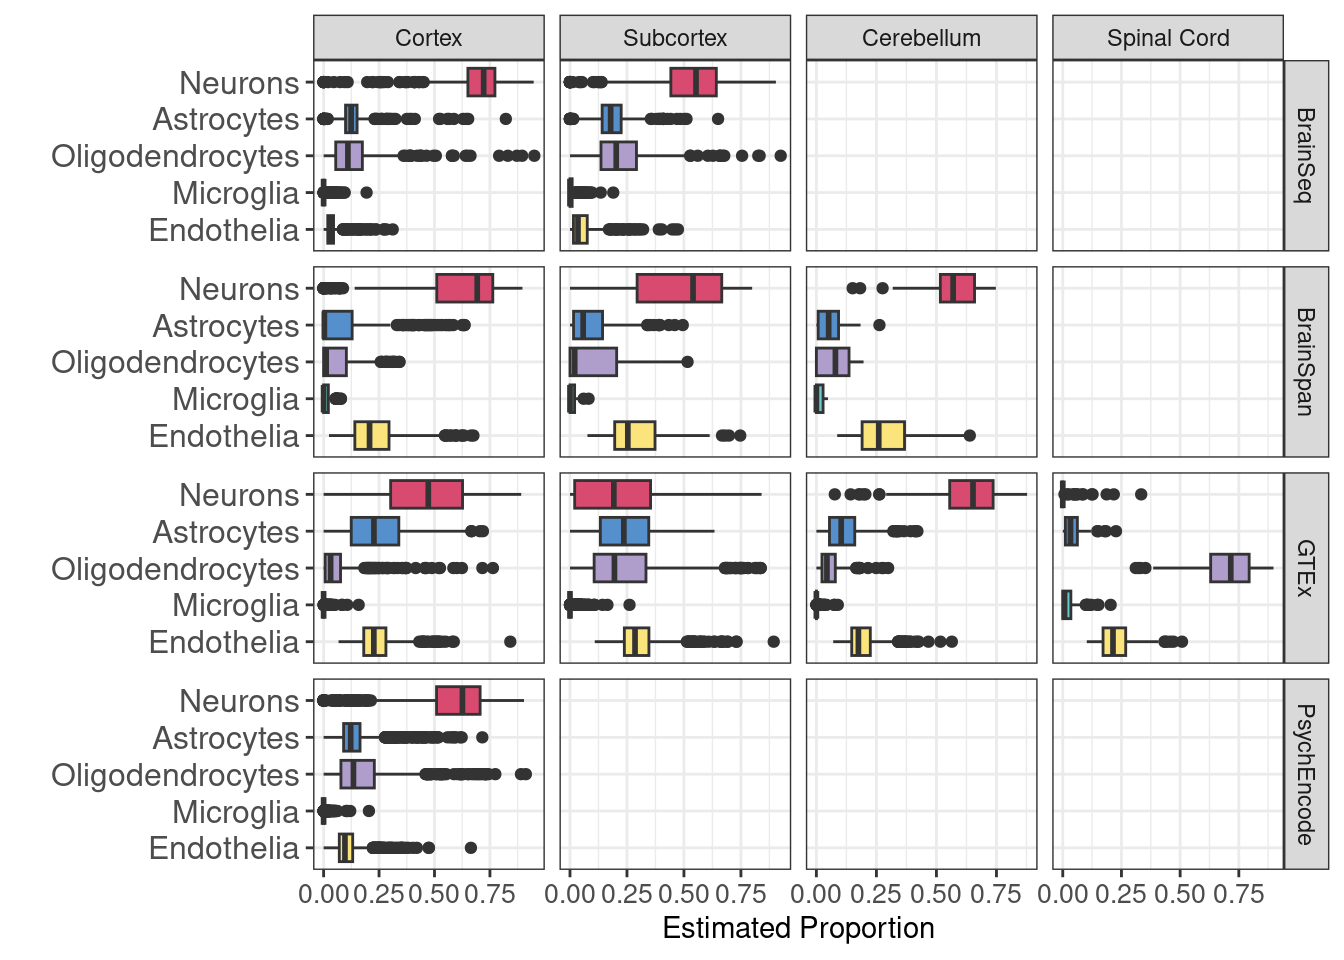 Cortex Subcortex Cerebellum Spinal Cord
Neurons
Astrocytes
Oligodendrocytes
Microglia
Endothelia
BrainSeq
Neurons
Astrocytes
Oligodendrocytes
Microglia
Endothelia
BrainSpan
Neurons
Astrocytes
Oligodendrocytes
Microglia
Endothelia
GTEx
Neurons
Astrocytes
Oligodendrocytes
Microglia
Endothelia
PsychEncode
0.00 0.25 0.50 0.75 0.00 0.25 0.50 0.75 0.00 0.25 0.50 0.75 0.00 0.25 0.50 0.75
Estimated Proportion